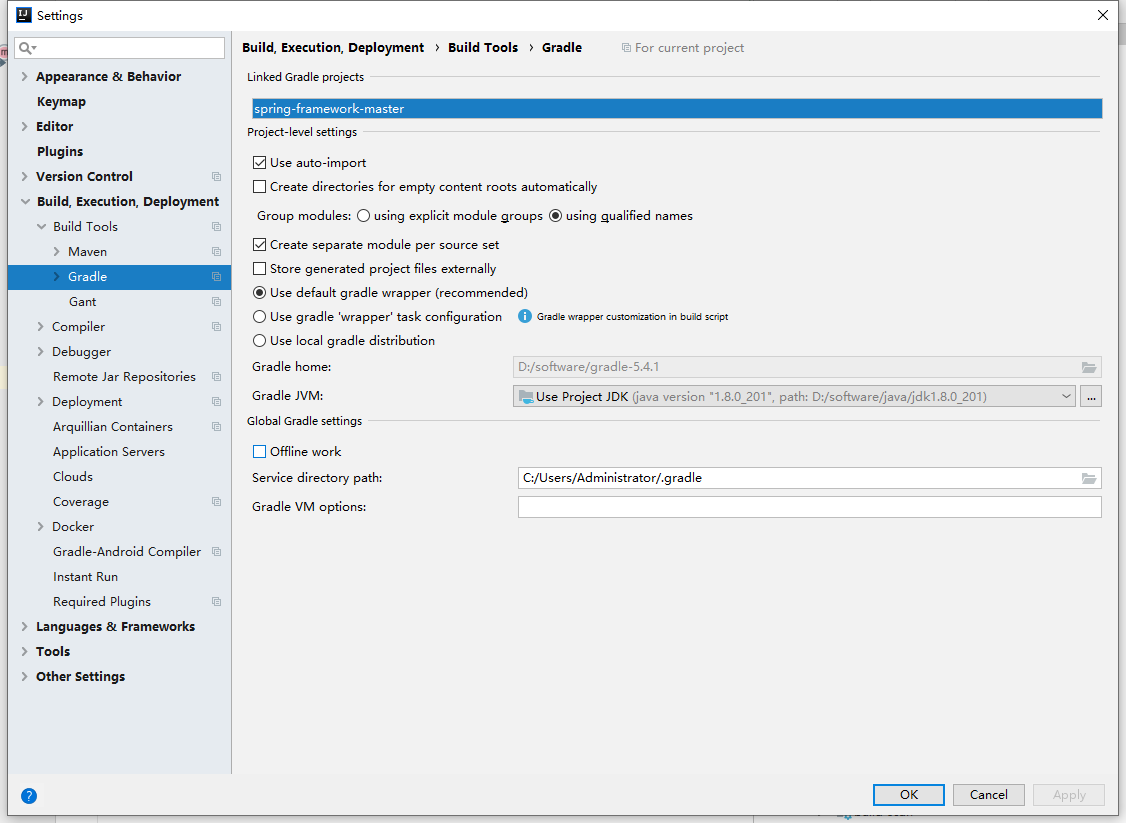 Settings
Appearance & Behavior
Keymap
Editor
Plugins
Version Control
Build, Execution, Deployment
Build Tools
Maven
Gradle
Gant
Compiler
Debugger
Remote Jar Repositories
Deployment
Arquillian Containers
Application Servers
Clouds
Coverage
Docker
Gradle-Android Compiler
Instant Run
Required Plugins
Languages & Frameworks
Tools
Other Settings
Build, Execution, Deployment › Build Tools › Gradle For current project
Linked Gradle projects
spring-framework-master
Project-level settings
Use auto-import
Create directories for empty content roots automatically
Group modules: using explicit module groups using qualified names
Create separate module per source set
Store generated project files externally
Use default gradle wrapper (recommended)
Use gradle 'wrapper' task configuration Gradle wrapper customization in build script
Use local gradle distribution
Gradle home: D:/software/gradle-5.4.1
Gradle JVM: Use Project JDK (java version "1.8.0_201", path: D:/software/java/jdk1.8.0_201) ...
Global Gradle settings
Offline work
Service directory path: C:/Users/Administrator/.gradle
Gradle VM options:
? OK Cancel Apply